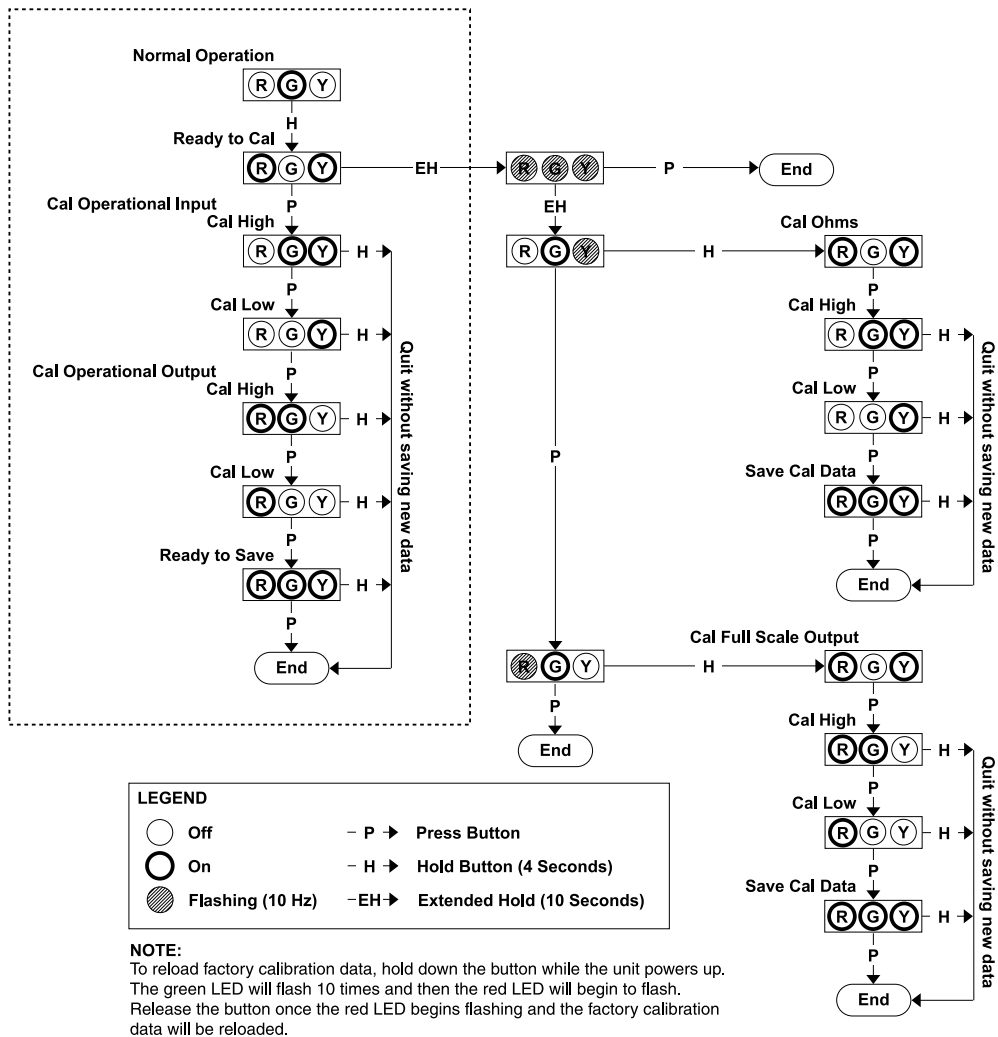 Normal Operation
R G Y
H
Ready to Cal
R G Y
EH
R G Y
P
End
P
EH
Cal Operational Input
Cal High
R G Y
H
P
Cal Low
R G Y
H
P
Cal Operational Output
Cal High
R G Y
H
P
Cal Low
R G Y
H
P
Ready to Save
R G Y
H
P
End
Quit without saving new data
R G Y
H
Cal Ohms
R G Y
P
Cal High
R G Y
H
P
Cal Low
R G Y
H
P
Save Cal Data
R G Y
H
P
End
Quit without saving new data
P
R G Y
H
P
End
Cal Full Scale Output
R G Y
P
Cal High
R G Y
H
P
Cal Low
R G Y
H
P
Save Cal Data
R G Y
H
P
End
Quit without saving new data
LEGEND
Off
P Press Button
On
H Hold Button (4 Seconds)
Flashing (10 Hz)
EH Extended Hold (10 Seconds)
NOTE:
To reload factory calibration data, hold down the button while the unit powers up.
The green LED will flash 10 times and then the red LED will begin to flash.
Release the button once the red LED begins flashing and the factory calibration
data will be reloaded.